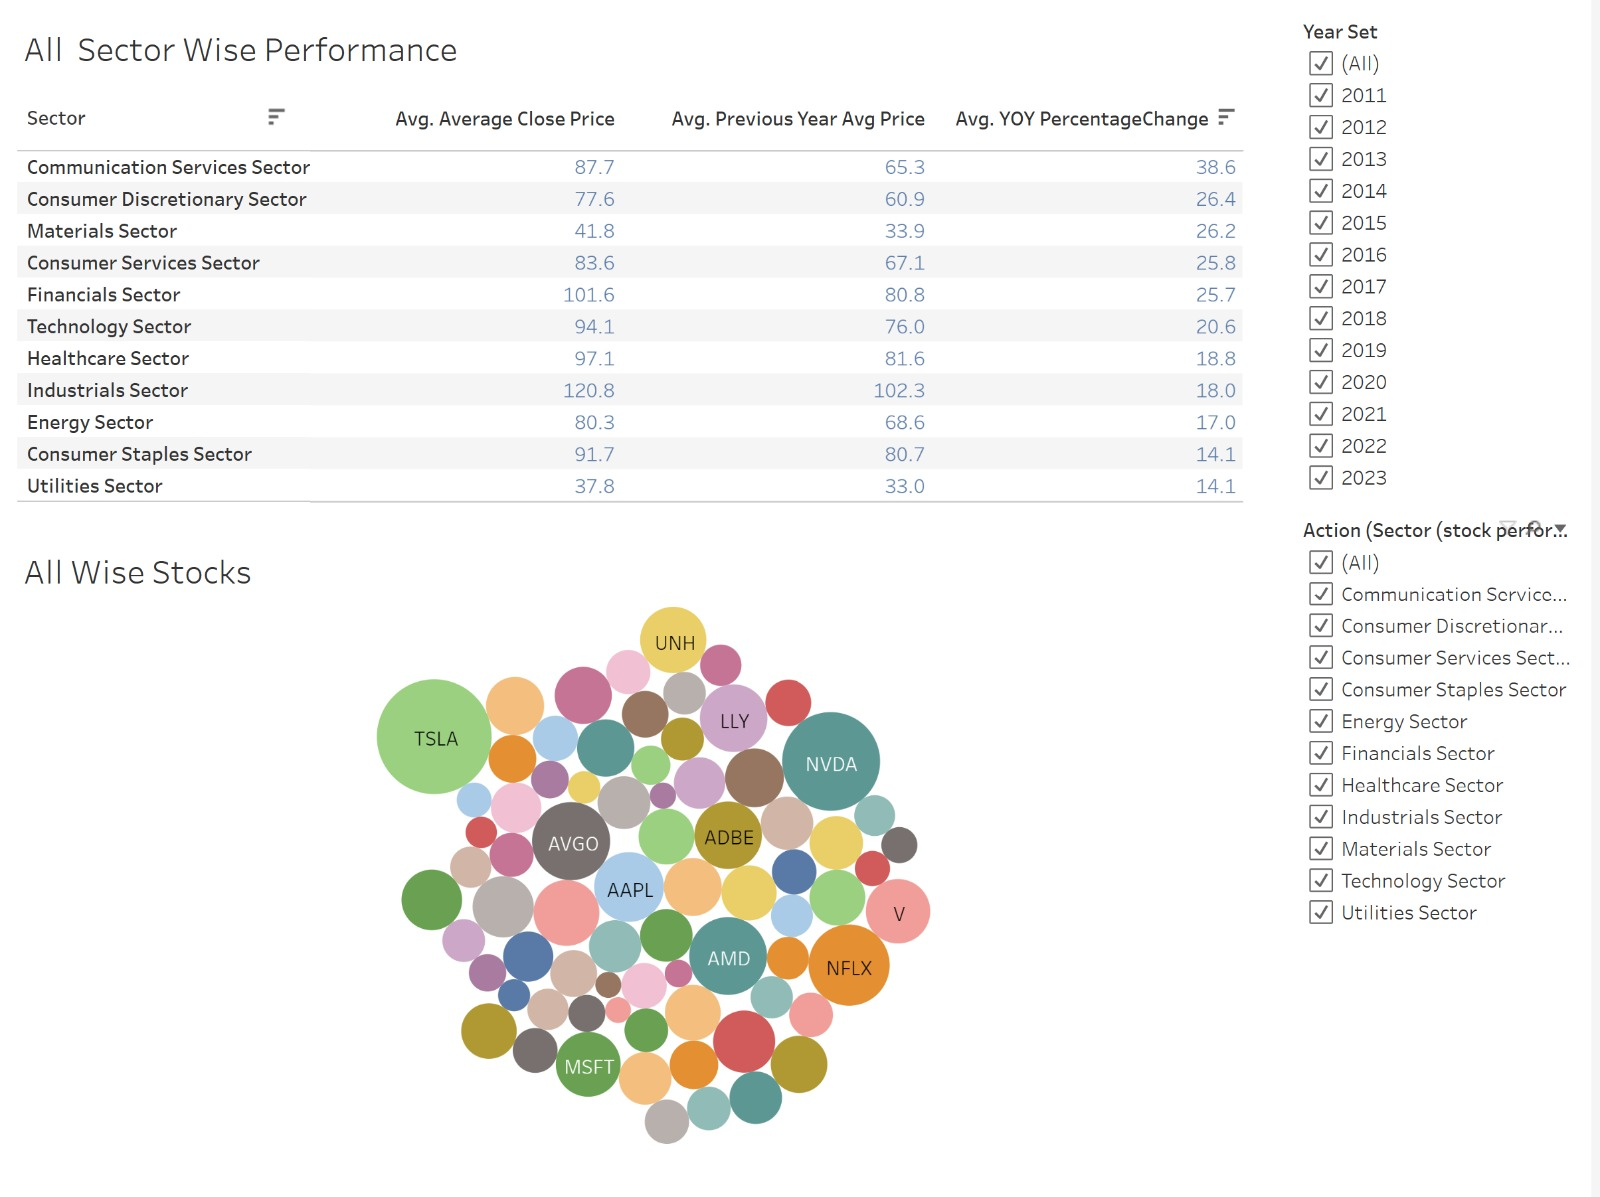 All Sector Wise Performance
Sector Avg. Average Close Price Avg. Previous Year Avg Price Avg. YOY PercentageChange
Communication Services Sector 87.7 65.3 38.6
Consumer Discretionary Sector 77.6 60.9 26.4
Materials Sector 41.8 33.9 26.2
Consumer Services Sector 83.6 67.1 25.8
Financials Sector 101.6 80.8 25.7
Technology Sector 94.1 76.0 20.6
Healthcare Sector 97.1 81.6 18.8
Industrials Sector 120.8 102.3 18.0
Energy Sector 80.3 68.6 17.0
Consumer Staples Sector 91.7 80.7 14.1
Utilities Sector 37.8 33.0 14.1
All Wise Stocks
UNH
LLY
TSLA
NVDA
ADBE
AVGO
AAPL
V
AMD
NFLX
MSFT
Year Set
(All)
2011
2012
2013
2014
2015
2016
2017
2018
2019
2020
2021
2022
2023
Action (Sector (stock perfor...
(All)
Communication Service...
Consumer Discretionar...
Consumer Services Sect...
Consumer Staples Sector
Energy Sector
Financials Sector
Healthcare Sector
Industrials Sector
Materials Sector
Technology Sector
Utilities Sector